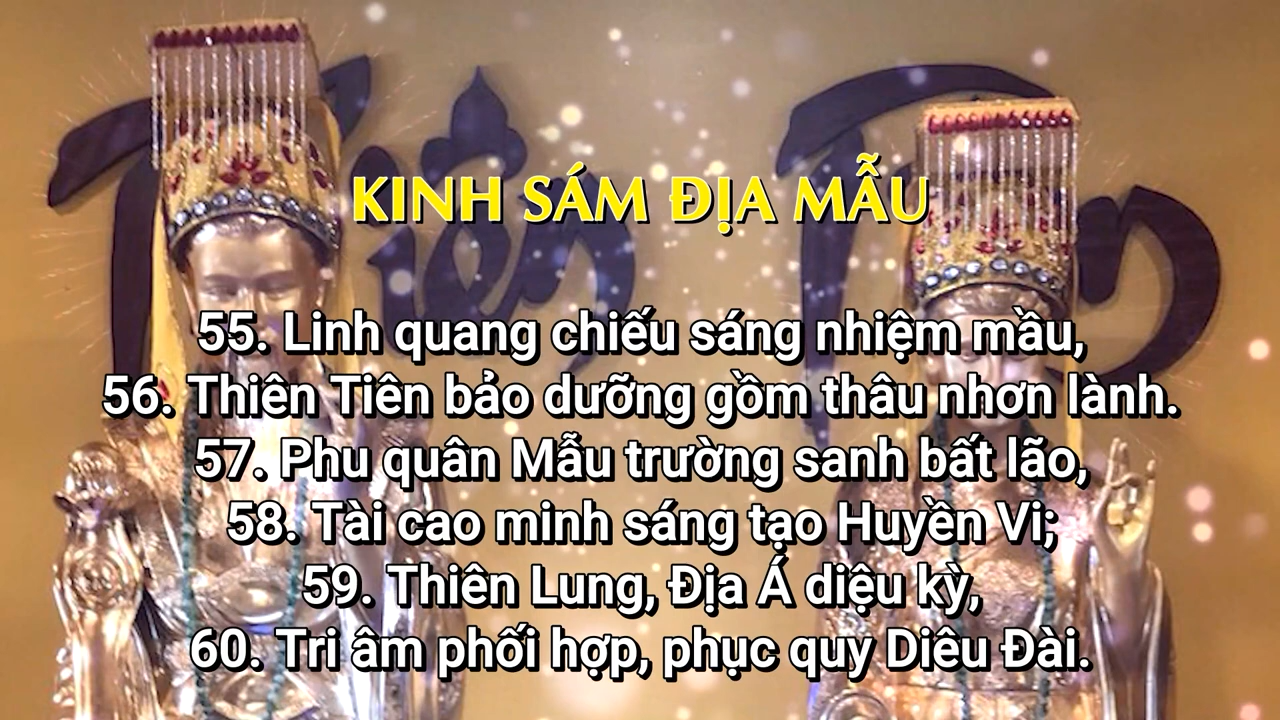 KINH SÁM ĐỊA MẪU
55. Linh quang chiếu sáng nhiệm mầu,
56. Thiên Tiên bảo dưỡng gồm thâu nhơn lành.
57. Phu quân Mẫu trường sanh bất lão,
58. Tài cao minh sáng tạo Huyền Vi;
59. Thiên Lung, Địa Á diệu kỳ,
60. Tri âm phối hợp, phục quy Diêu Đài.